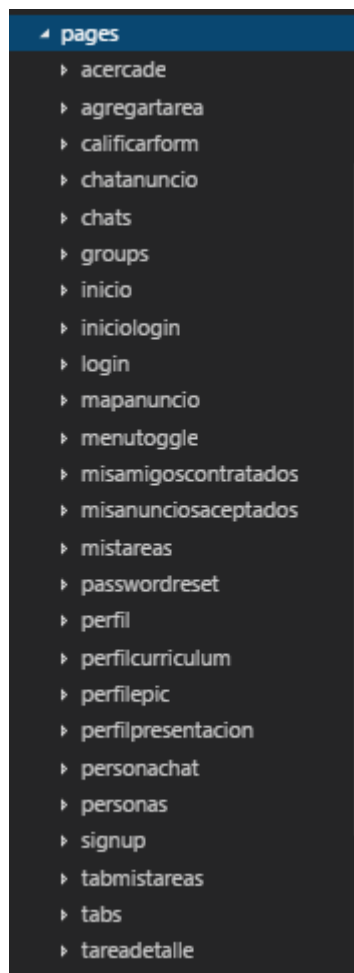 pages
acercade
agregartarea
calificarform
chatanuncio
chats
groups
inicio
iniciologin
login
mapanuncio
menutoggle
misamigoscontratados
misanunciosaceptados
mistareas
passwordreset
perfil
perfilcurriculum
perfilepic
perfilpresentacion
personachat
personas
signup
tabmistareas
tabs
tareadetalle